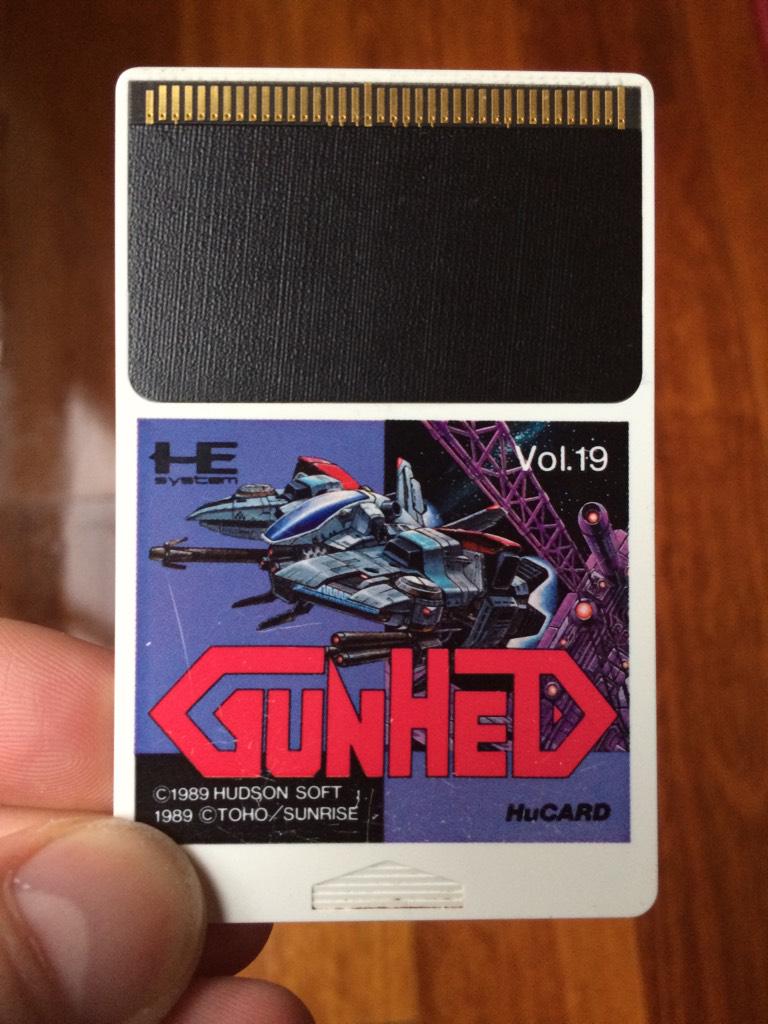 HE
system
Vol.19
GUNHED
©1989 HUDSON SOFT
1989 ©TOHO/SUNRISE
HuCARD